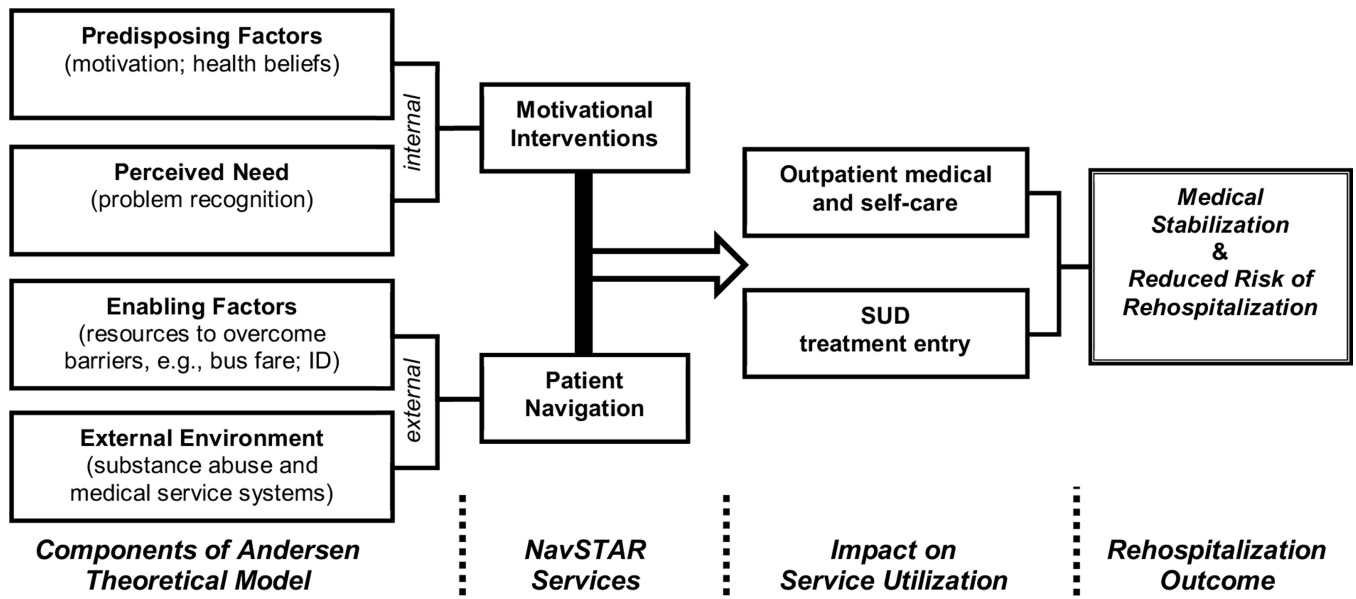 Predisposing Factors
(motivation; health beliefs)
Perceived Need
(problem recognition)
internal
Enabling Factors
(resources to overcome
barriers, e.g., bus fare; ID)
External Environment
(substance abuse and
medical service systems)
external
Motivational
Interventions
Patient
Navigation
Outpatient medical
and self-care
SUD
treatment entry
Medical
Stabilization
&
Reduced Risk of
Rehospitalization
Components of Andersen
Theoretical Model
NavSTAR
Services
Impact on
Service Utilization
Rehospitalization
Outcome